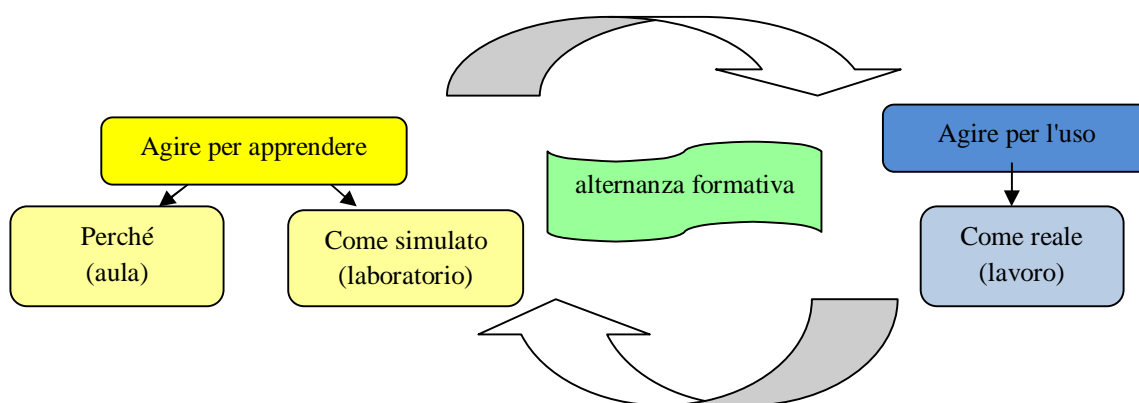 Agire per apprendere
Agire per l'uso
alternanza formativa
Perché
(aula)
Come simulato
(laboratorio)
Come reale
(lavoro)